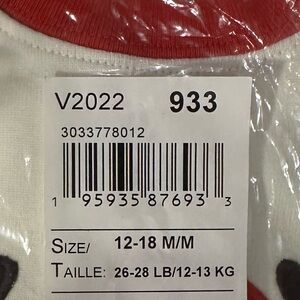 V2022 933
3033778012
1 95935 87693 3
SIZE/ 12-18 M/M
TAILLE: 26-28 LB/12-13 KG